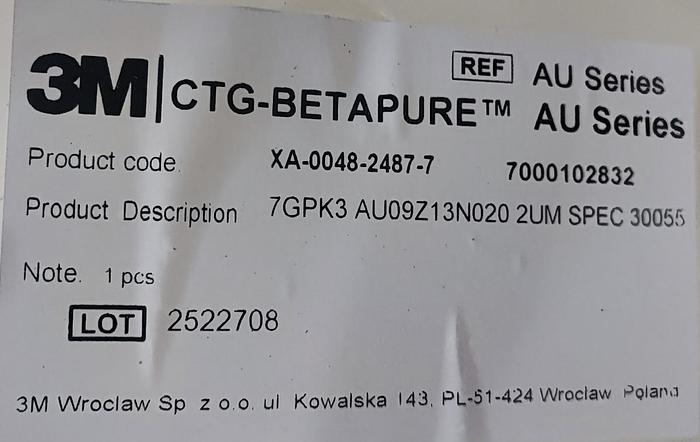 3M | CTG-BETAPURE™ REF AU Series
AU Series
Product code. XA-0048-2487-7 7000102832
Product Description 7GPK3 AU09Z13N020 2UM SPEC 30055
Note. 1 pcs
LOT 2522708
3M Wroclaw Sp z o.o. ul Kowalska 143, PL-51-424 Wroclaw Poland